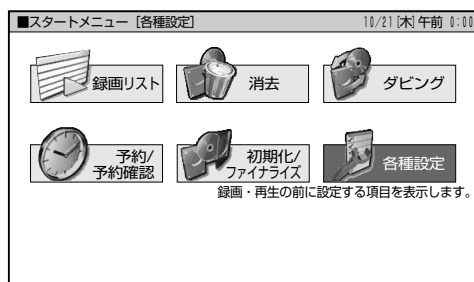 ■スタートメニュー［各種設定］ 10/21[木]午前 0:00
録画リスト 消去 ダビング
予約/ 初期化/ 各種設定
予約確認 ファイナライズ
録画・再生の前に設定する項目を表示します。